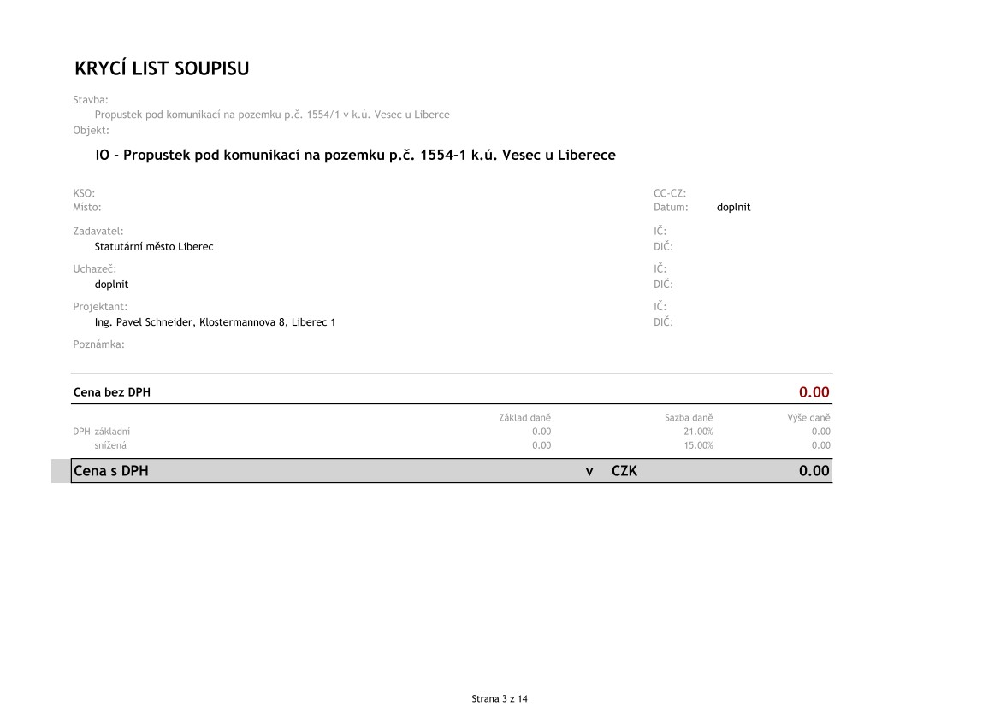 KRYCÍ LIST SOUPISU
Stavba:
Propustek pod komunikací na pozemku p.č. 1554/1 v k.ú. Vesec u Liberce
Objekt:
IO - Propustek pod komunikací na pozemku p.č. 1554-1 k.ú. Vesec u Liberece
KSO: CC-CZ:
Místo: Datum: doplnit
Zadavatel: IČ:
Statutární město Liberec DIČ:
Uchazeč: IČ:
doplnit DIČ:
Projektant: IČ:
Ing. Pavel Schneider, Klostermannova 8, Liberec 1 DIČ:
Poznámka:
Cena bez DPH 0.00
Základ daně Sazba daně Výše daně
DPH základní 0.00 21.00% 0.00
snížená 0.00 15.00% 0.00
Cena s DPH v CZK 0.00
Strana 3 z 14